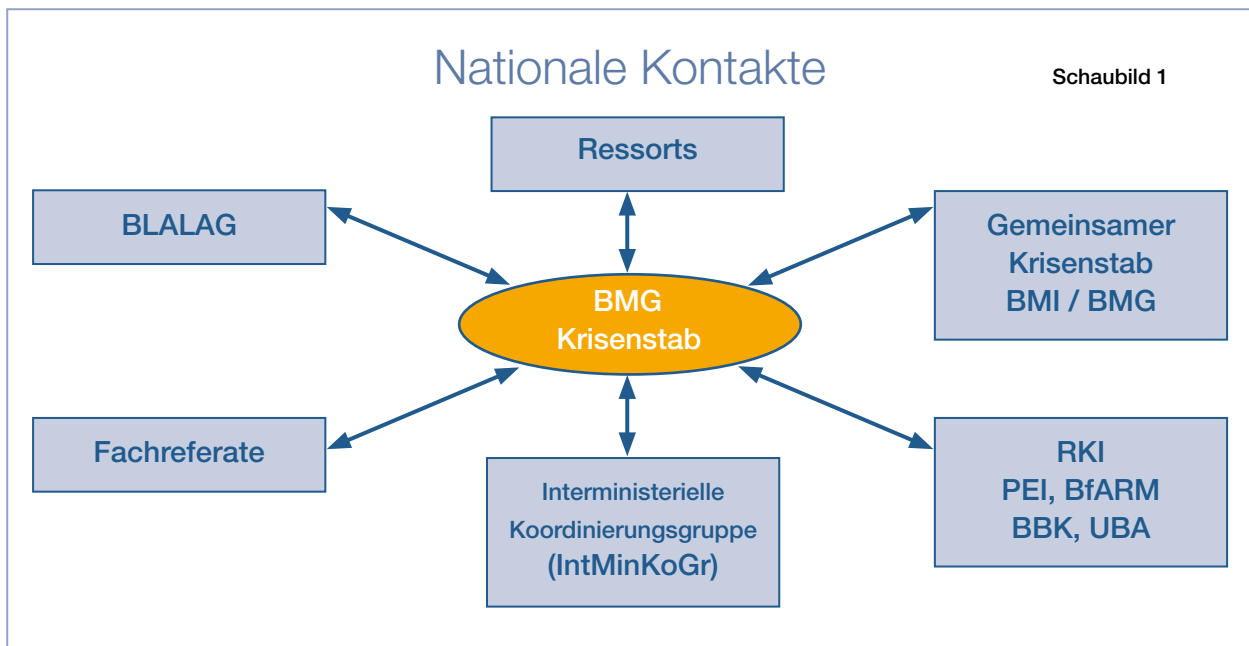 Nationale Kontakte
Schaubild 1
Ressorts
BLALAG
Gemeinsamer
Krisenstab
BMI / BMG
BMG
Krisenstab
Fachreferate
Interministerielle
Koordinierungsgruppe
(IntMinKoGr)
RKI
PEI, BfARM
BBK, UBA